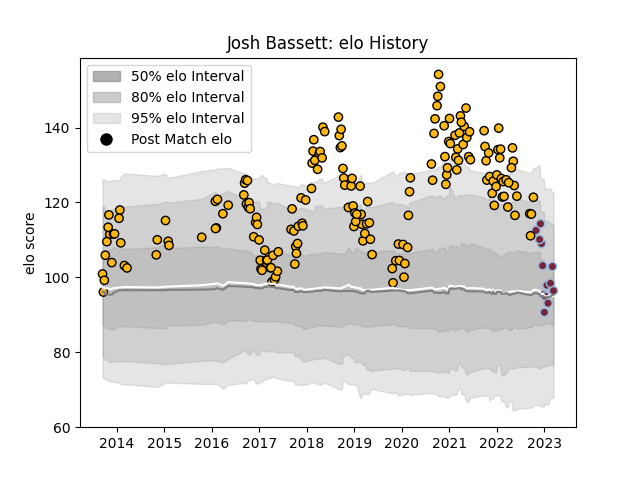 Josh Bassett: elo History
50% elo Interval
80% elo Interval
95% elo Interval
Post Match elo
elo score
140
120
100
80
60
2014 2015 2016 2017 2018 2019 2020 2021 2022 2023